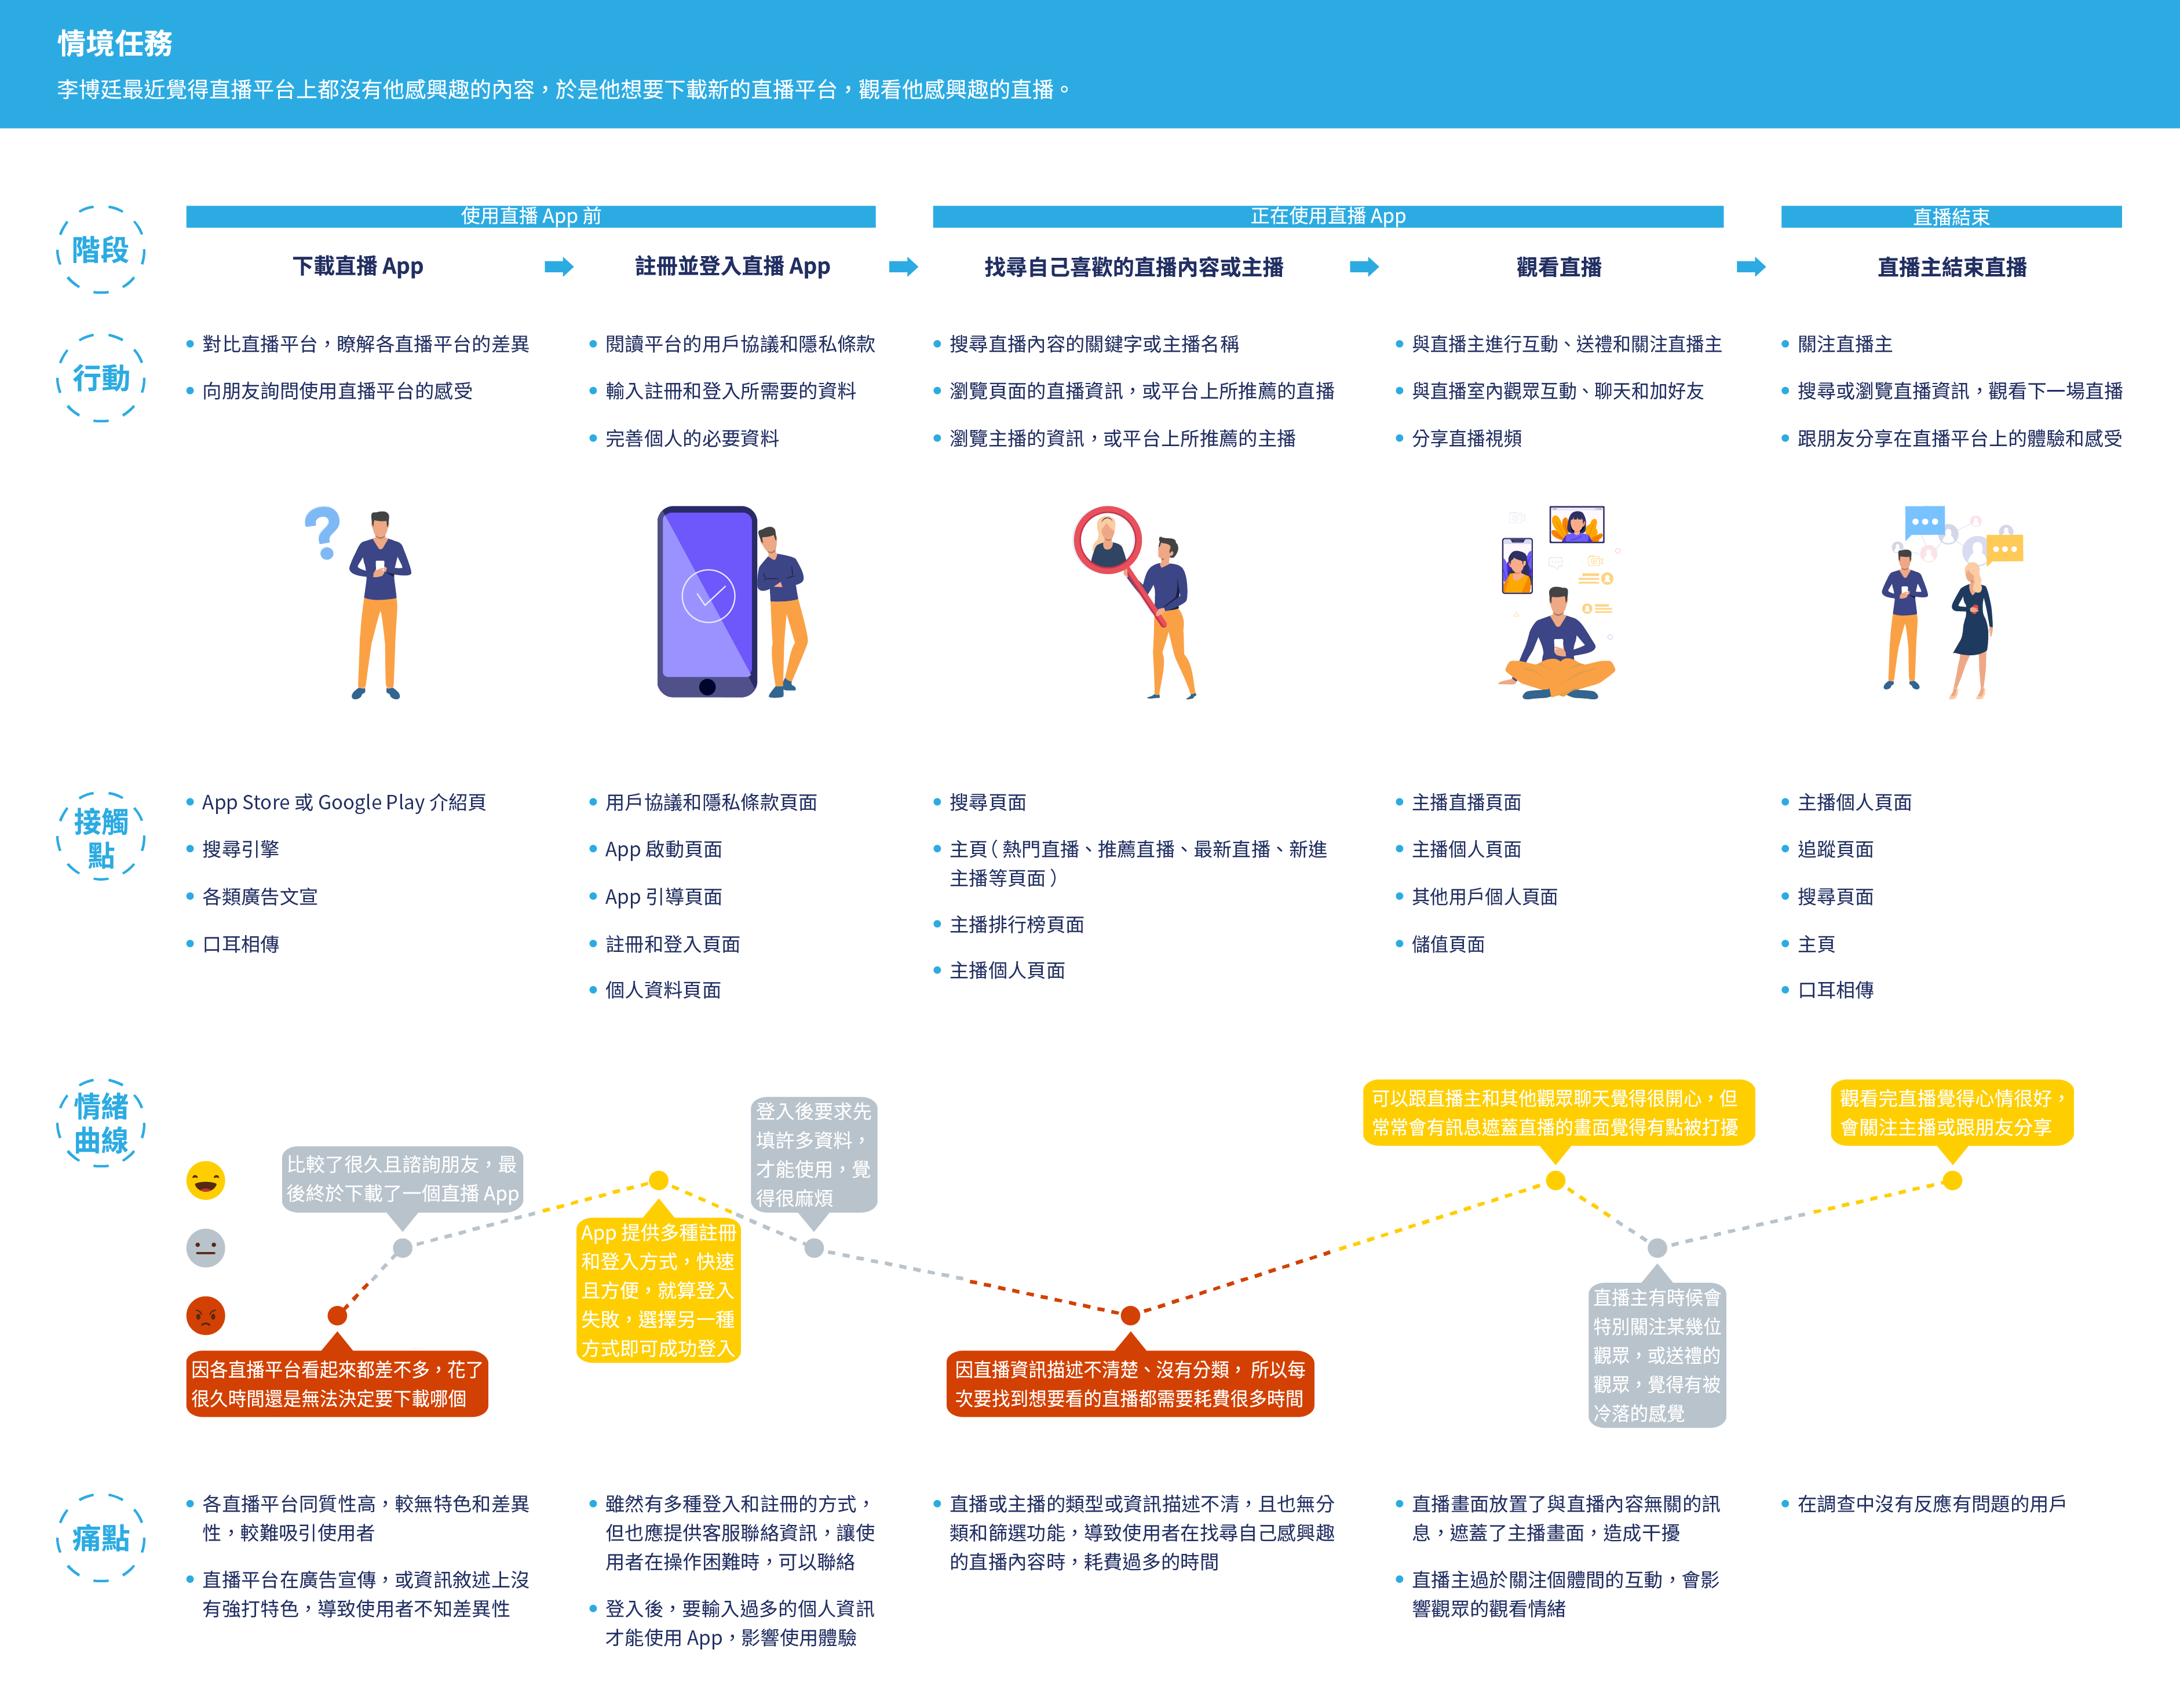 情境任務
李博廷最近覺得直播平台上都沒有他感興趣的內容，於是他想要下載新的直播平台，觀看他感興趣的直播。
階段
使用直播 App 前
正在使用直播 App
直播結束
下載直播 App
註冊並登入直播 App
找尋自己喜歡的直播內容或主播
觀看直播
直播主結束直播
行動
對比直播平台，瞭解各直播平台的差異
向朋友詢問使用直播平台的感受
閱讀平台的用戶協議和隱私條款
輸入註冊和登入所需要的資料
完善個人的必要資料
搜尋直播內容的關鍵字或主播名稱
瀏覽頁面的直播資訊，或平台上所推薦的直播
瀏覽主播的資訊，或平台上所推薦的主播
與直播主進行互動、送禮和關注直播主
與直播室內觀眾互動、聊天和加好友
分享直播視頻
關注直播主
搜尋或瀏覽直播資訊，觀看下一場直播
跟朋友分享在直播平台上的體驗和感受
接觸
點
App Store 或 Google Play 介紹頁
搜尋引擎
各類廣告文宣
口耳相傳
用戶協議和隱私條款頁面
App 啟動頁面
App 引導頁面
註冊和登入頁面
個人資料頁面
搜尋頁面
主頁（熱門直播、推薦直播、最新直播、新進
主播等頁面）
主播排行榜頁面
主播個人頁面
主播直播頁面
主播個人頁面
其他用戶個人頁面
儲值頁面
主播個人頁面
追蹤頁面
搜尋頁面
主頁
口耳相傳
情緒
曲線
因各直播平台看起來都差不多，花了
很久時間還是無法決定要下載哪個
比較了很久且諮詢朋友，最
後終於下載了一個直播 App
App 提供多種註冊
和登入方式，快速
且方便，就算登入
失敗，選擇另一種
方式即可成功登入
登入後要求先
填許多資料，
才能使用，覺
得很麻煩
因直播資訊描述不清楚、沒有分類， 所以每
次要找到想要看的直播都需要耗費很多時間
可以跟直播主和其他觀眾聊天覺得很開心，但
常常會有訊息遮蓋直播的畫面覺得有點被打擾
直播主有時候會
特別關注某幾位
觀眾，或送禮的
觀眾，覺得有被
冷落的感覺
觀看完直播覺得心情很好，
會關注主播或跟朋友分享
痛點
各直播平台同質性高，較無特色和差異
性，較難吸引使用者
直播平台在廣告宣傳，或資訊敘述上沒
有強打特色，導致使用者不知差異性
雖然有多種登入和註冊的方式，
但也應提供客服聯絡資訊，讓使
用者在操作困難時，可以聯絡
登入後，要輸入過多的個人資訊
才能使用 App，影響使用體驗
直播或主播的類型或資訊描述不清，且也無分
類和篩選功能，導致使用者在找尋自己感興趣
的直播內容時，耗費過多的時間
直播畫面放置了與直播內容無關的訊
息，遮蓋了主播畫面，造成干擾
直播主過於關注個體間的互動，會影
響觀眾的觀看情緒
在調查中沒有反應有問題的用戶